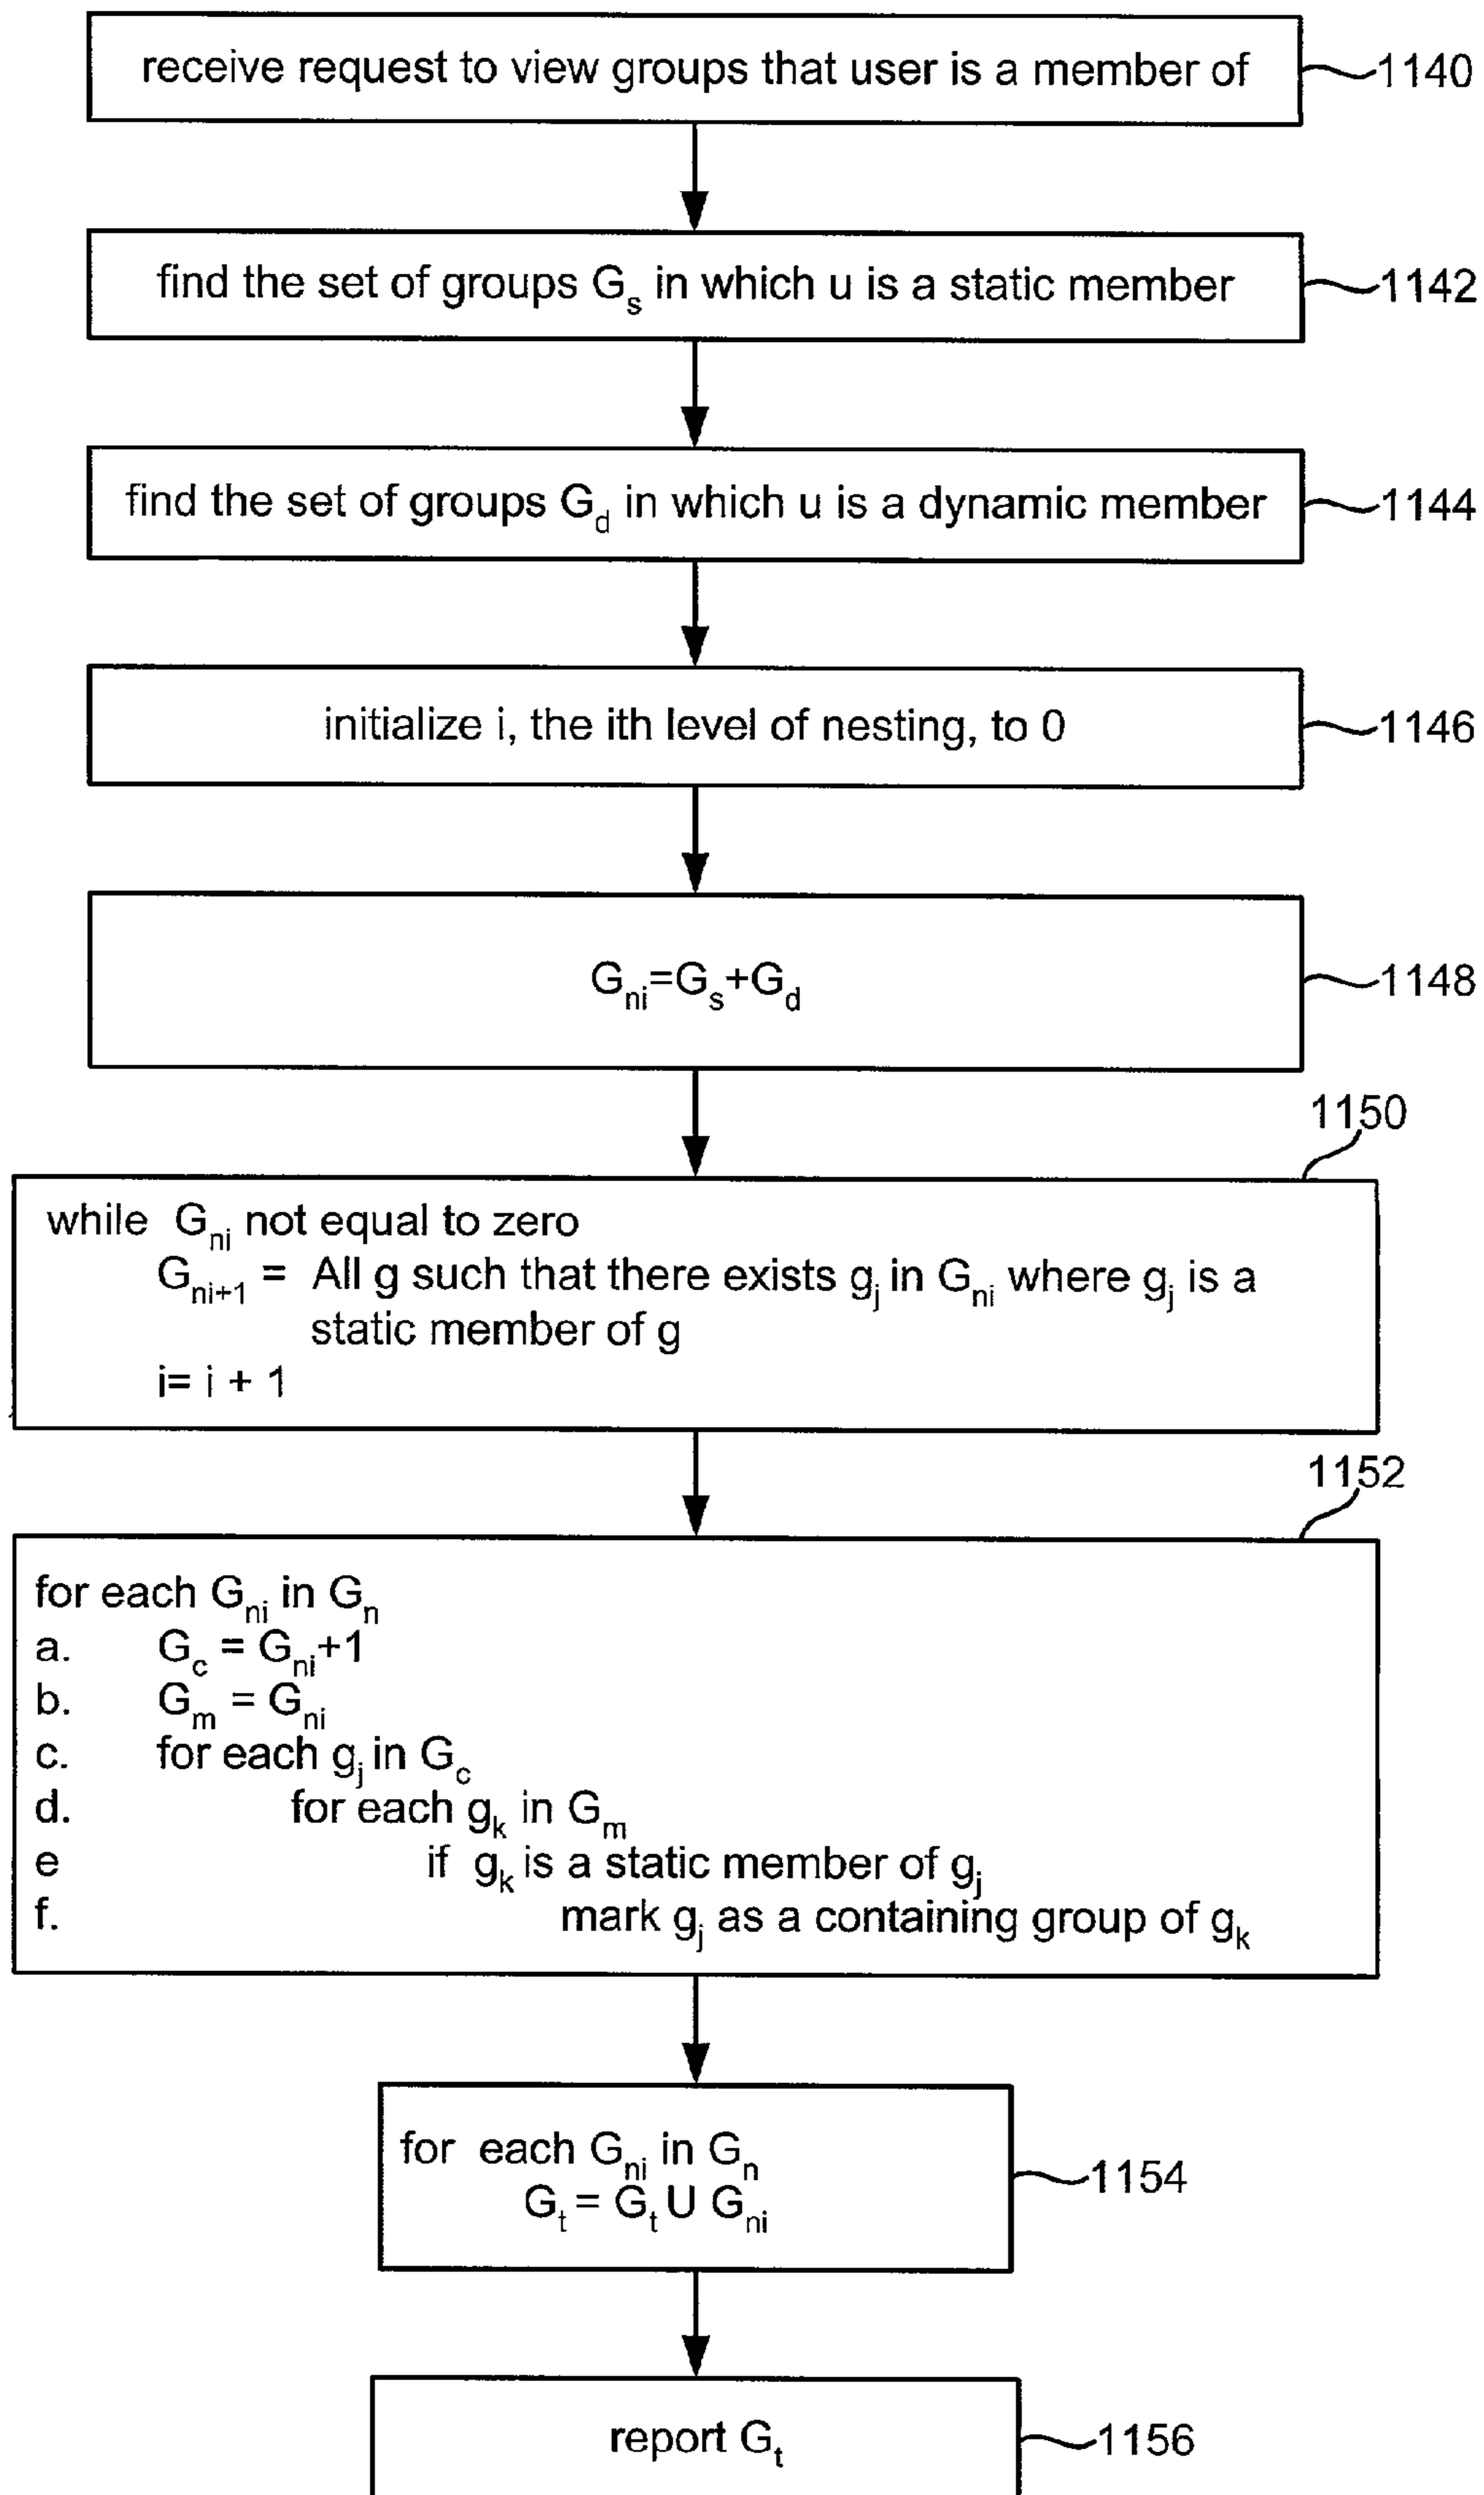 receive request to view groups that user is a member of
1140
find the set of groups Gs in which u is a static member
1142
find the set of groups Gd in which u is a dynamic member
1144
initialize i, the ith level of nesting, to 0
1146
Gni=Gs+Gd
1148
1150
while Gni not equal to zero
Gni+1 = All g such that there exists gj in Gni where gj is a
static member of g
i= i + 1
1152
for each Gni in Gn
a. Gc = Gni+1
b. Gm = Gni
c. for each gj in Gc
d. for each gk in Gm
e if gk is a static member of gj
f. mark gj as a containing group of gk
for each Gni in Gn
Gt = Gt U Gni
1154
report Gt
1156